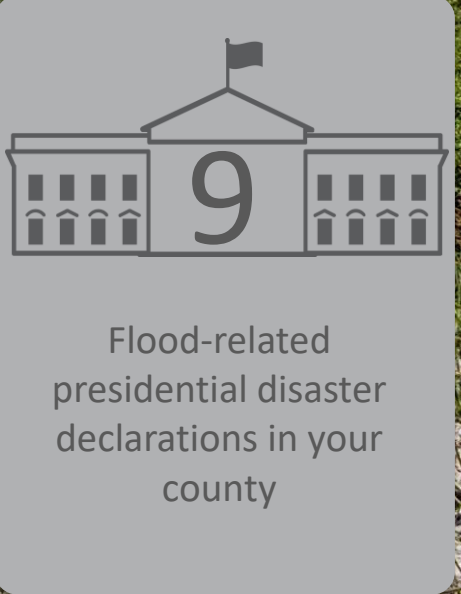 9
Flood-related
presidential disaster
declarations in your
county